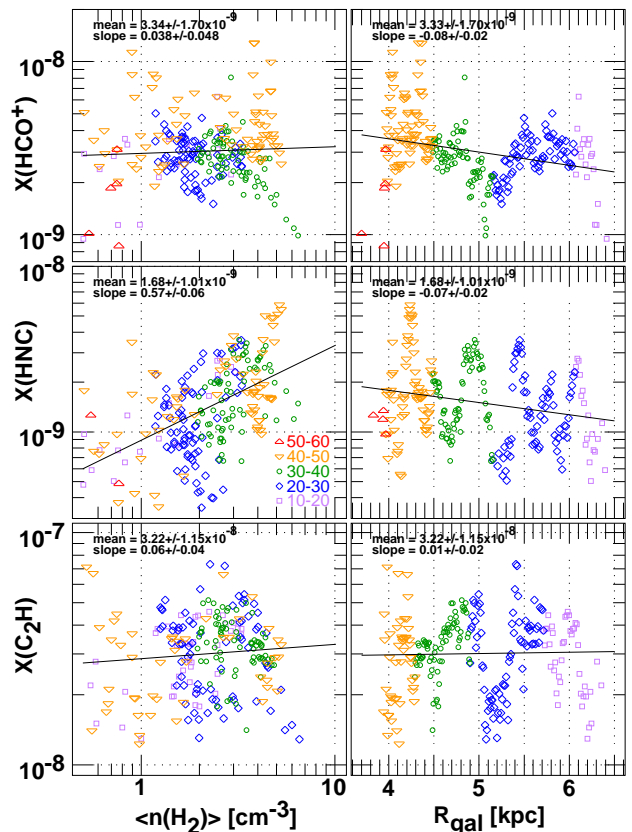 mean = 3.34+/-1.70x10^-9
slope = 0.038+/-0.048
mean = 3.33+/-1.70x10^-9
slope = -0.08+/-0.02
10^-8
X(HCO+)
10^-9
10^-8
mean = 1.68+/-1.01x10^-9
slope = 0.57+/-0.06
mean = 1.68+/-1.01x10^-9
slope = -0.07+/-0.02
X(HNC)
10^-9
50-60
40-50
30-40
20-30
10-20
10^-7
mean = 3.22+/-1.15x10^-8
slope = 0.06+/-0.04
mean = 3.22+/-1.15x10^-8
slope = 0.01+/-0.02
X(C2H)
10^-8
1 10 4 5 6
<n(H2)> [cm-3] Rgal [kpc]